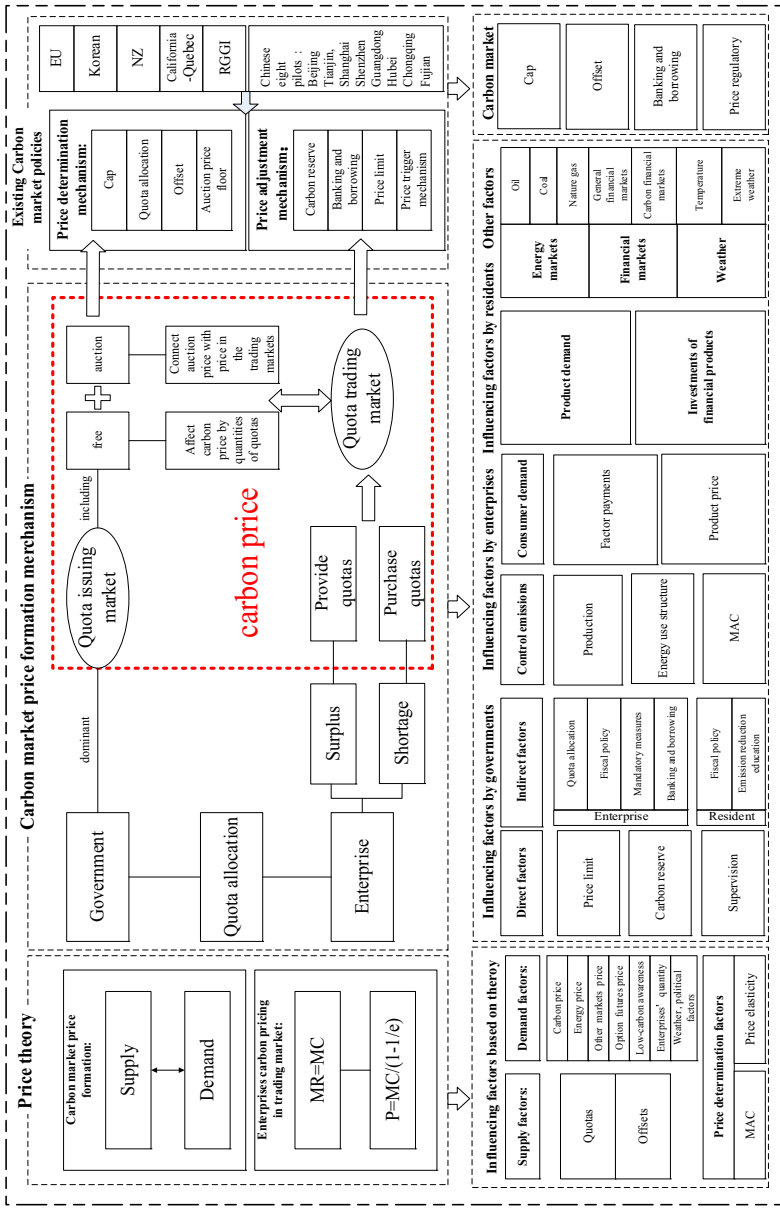 Price theory
Carbon market price
formation:
Supply
Demand
Enterprises carbon pricing
in trading market:
MR=MC
P=MC/(1-1/e)
Carbon market price formation merchanism
Government
Quota allocation
Enterprise
dominant
Surplus
Shortage
Quota issuing
market
including
free
auction
Affect
carbon
price by
quantities
of quotas
Connect
auction
price with
price in
the
trading
markets
carbon price
Provide
quotas
Purchase
quotas
Quota trading
market
Existing Carbon
market policies
Price determination
mechanism:
Cap
Quota allocation
Offset
Auction price
floor
Price adjustment
mechanism:
Carbon reserve
Banking and
borrowing
Price limit
Price trigger
mechanism
EU
Korean
NZ
California
-Quebec
RGGI
Chinese
eight
pilots :
Beijing
Tianjin,
Shanghai
Shenzhen
Guangdong
Hubei
Chongqing
Fujian
Influencing factors based on theroy
Supply factors:
Quotas
Offsets
Demand factors:
Carbon price
Energy price
Other markets price
Option futures price
Low-carbon awareness
Enterprises' quantity
Weather, political
factors
Price determination factors
MAC
Price elasticity
Influencing factors by governments
Direct factors
Price limit
Carbon reserve
Supervision
Indirect factors
Enterprise
Quota allocation
Fiscal policy
Mandatory measures
Banking and borrowing
Resident
Fiscal policy
Emission reduction
education
Influencing factors by enterprises
Control emissions
Production
Energy use structure
MAC
Consumer demand
Factor payments
Product price
Influencing factors by residents
Product demand
Investments of
financial products
Other factors
Energy
markets
Oil
Coal
Nature gas
Financial
markets
General
financial
markets
Carbon financial
markets
Weather
Temperature
Extreme
weather
Carbon market
Cap
Offset
Banking and
borrowing
Price regulatory